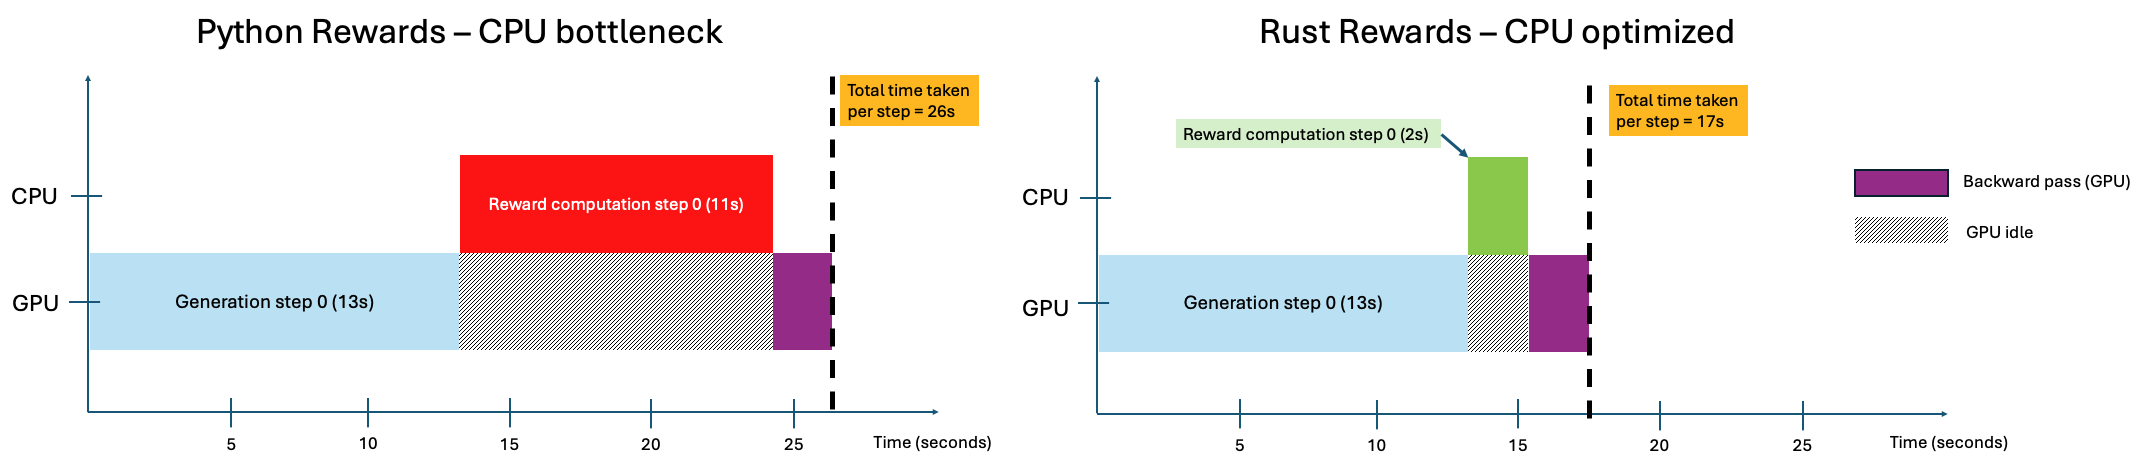 Python Rewards – CPU bottleneck
Total time taken
per step = 26s
CPU
Reward computation step 0 (11s)
GPU
Generation step 0 (13s)
5
10
15
20
25
Time (seconds)
Rust Rewards – CPU optimized
Total time taken
per step = 17s
Reward computation step 0 (2s)
CPU
GPU
Generation step 0 (13s)
5
10
15
20
25
Time (seconds)
Backward pass (GPU)
GPU idle